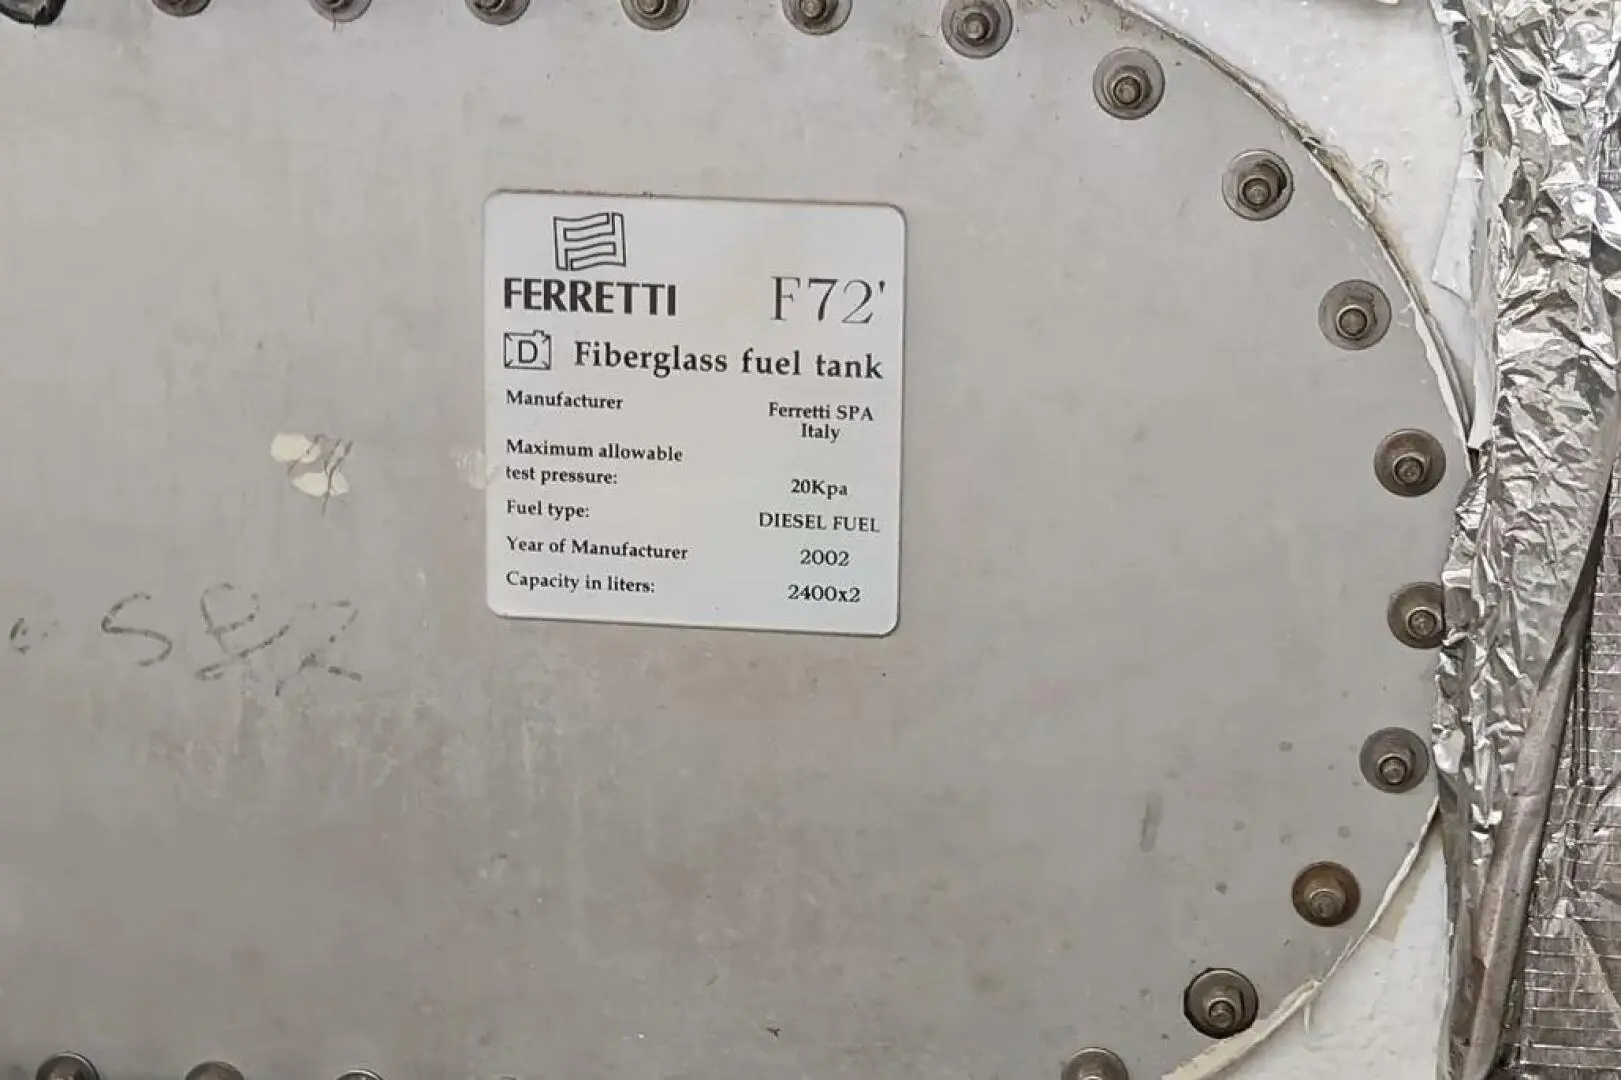 FERRETTI F72'
D Fiberglass fuel tank
Manufacturer Ferretti SPA
Italy
Maximum allowable
test pressure: 20Kpa
Fuel type: DIESEL FUEL
Year of Manufacturer 2002
Capacity in liters: 2400x2